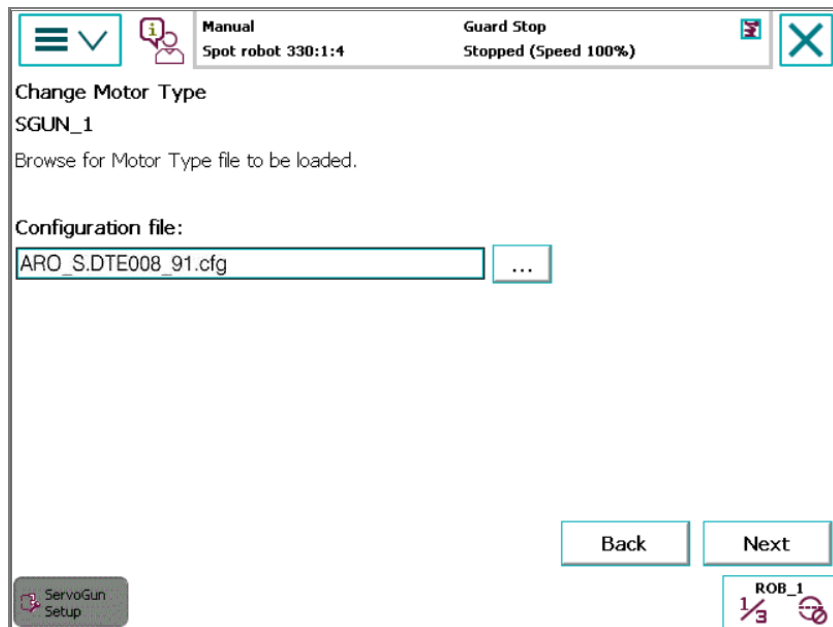 Manual
Guard Stop
Spot robot 330:1:4
Stopped (Speed 100%)
Change Motor Type
SGUN_1
Browse for Motor Type file to be loaded.
Configuration file:
ARO_S.DTE008_91.cfg
...
Back
Next
ServoGun
Setup
ROB_1
1/3